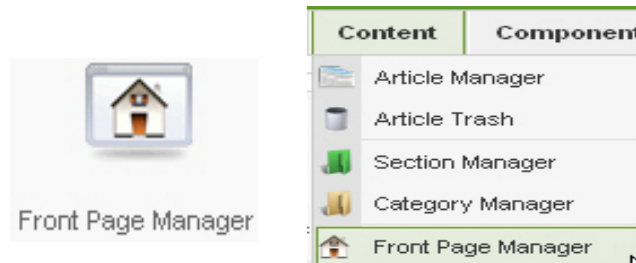 Front Page Manager
Content Component
Article Manager
Article Trash
Section Manager
Category Manager
Front Page Manager